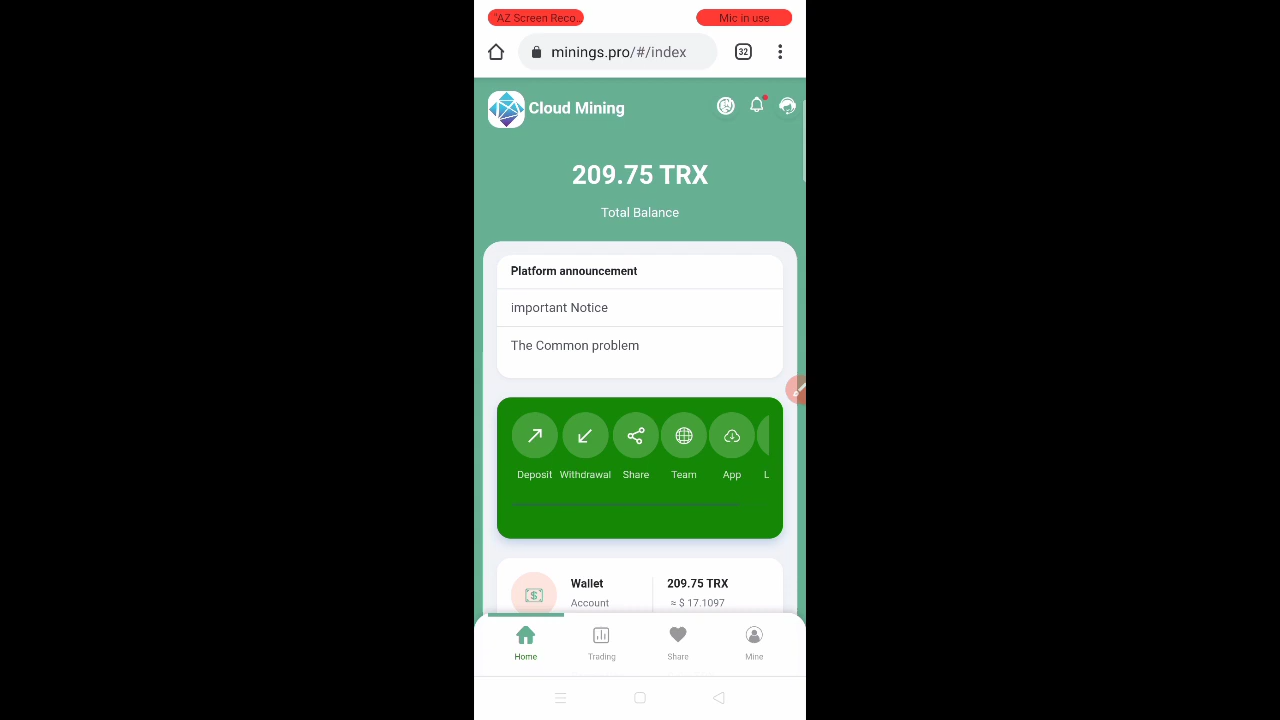 "AZ Screen Reco..
Mic in use
minings.pro/#/index
32
Cloud Mining
209.75 TRX
Total Balance
Platform announcement
important Notice
The Common problem
Deposit Withdrawal Share Team App L
Wallet 209.75 TRX
Account ≈ $ 17.1097
Home Trading Share Mine